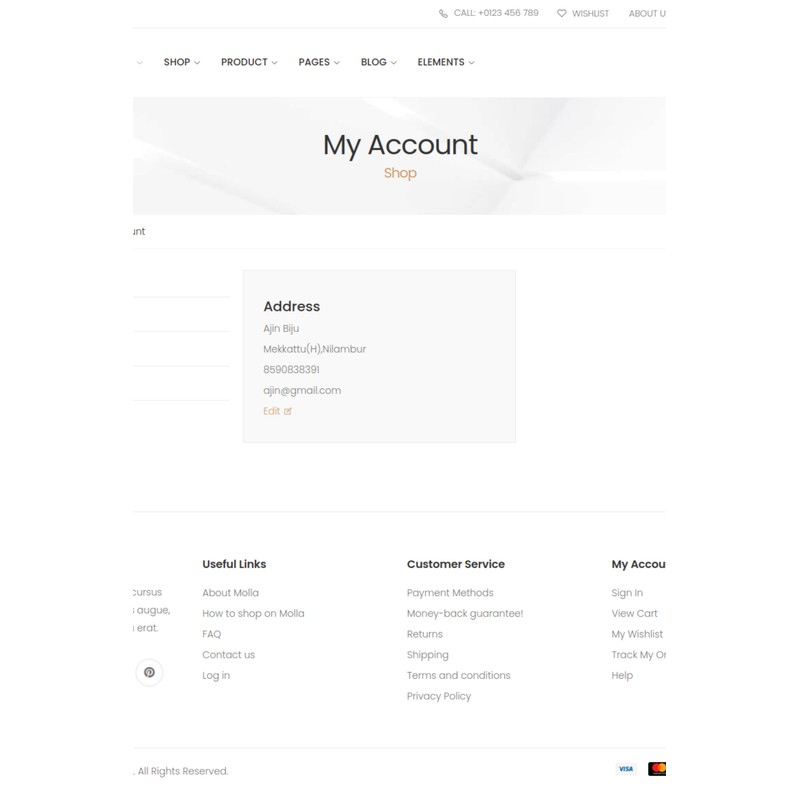 CALL: +0123 456 789 WISHLIST ABOUT U
SHOP PRODUCT PAGES BLOG ELEMENTS
My Account
Shop
unt
Address
Ajin Biju
Mekkattu(H),Nilambur
8590838391
ajin@gmail.com
Edit
cursus
s augue,
erat.
Useful Links
About Molla
How to shop on Molla
FAQ
Contact us
Log in
Customer Service
Payment Methods
Money-back guarantee!
Returns
Shipping
Terms and conditions
Privacy Policy
My Accou
Sign In
View Cart
My Wishlist
Track My Or
Help
. All Rights Reserved.
VISA